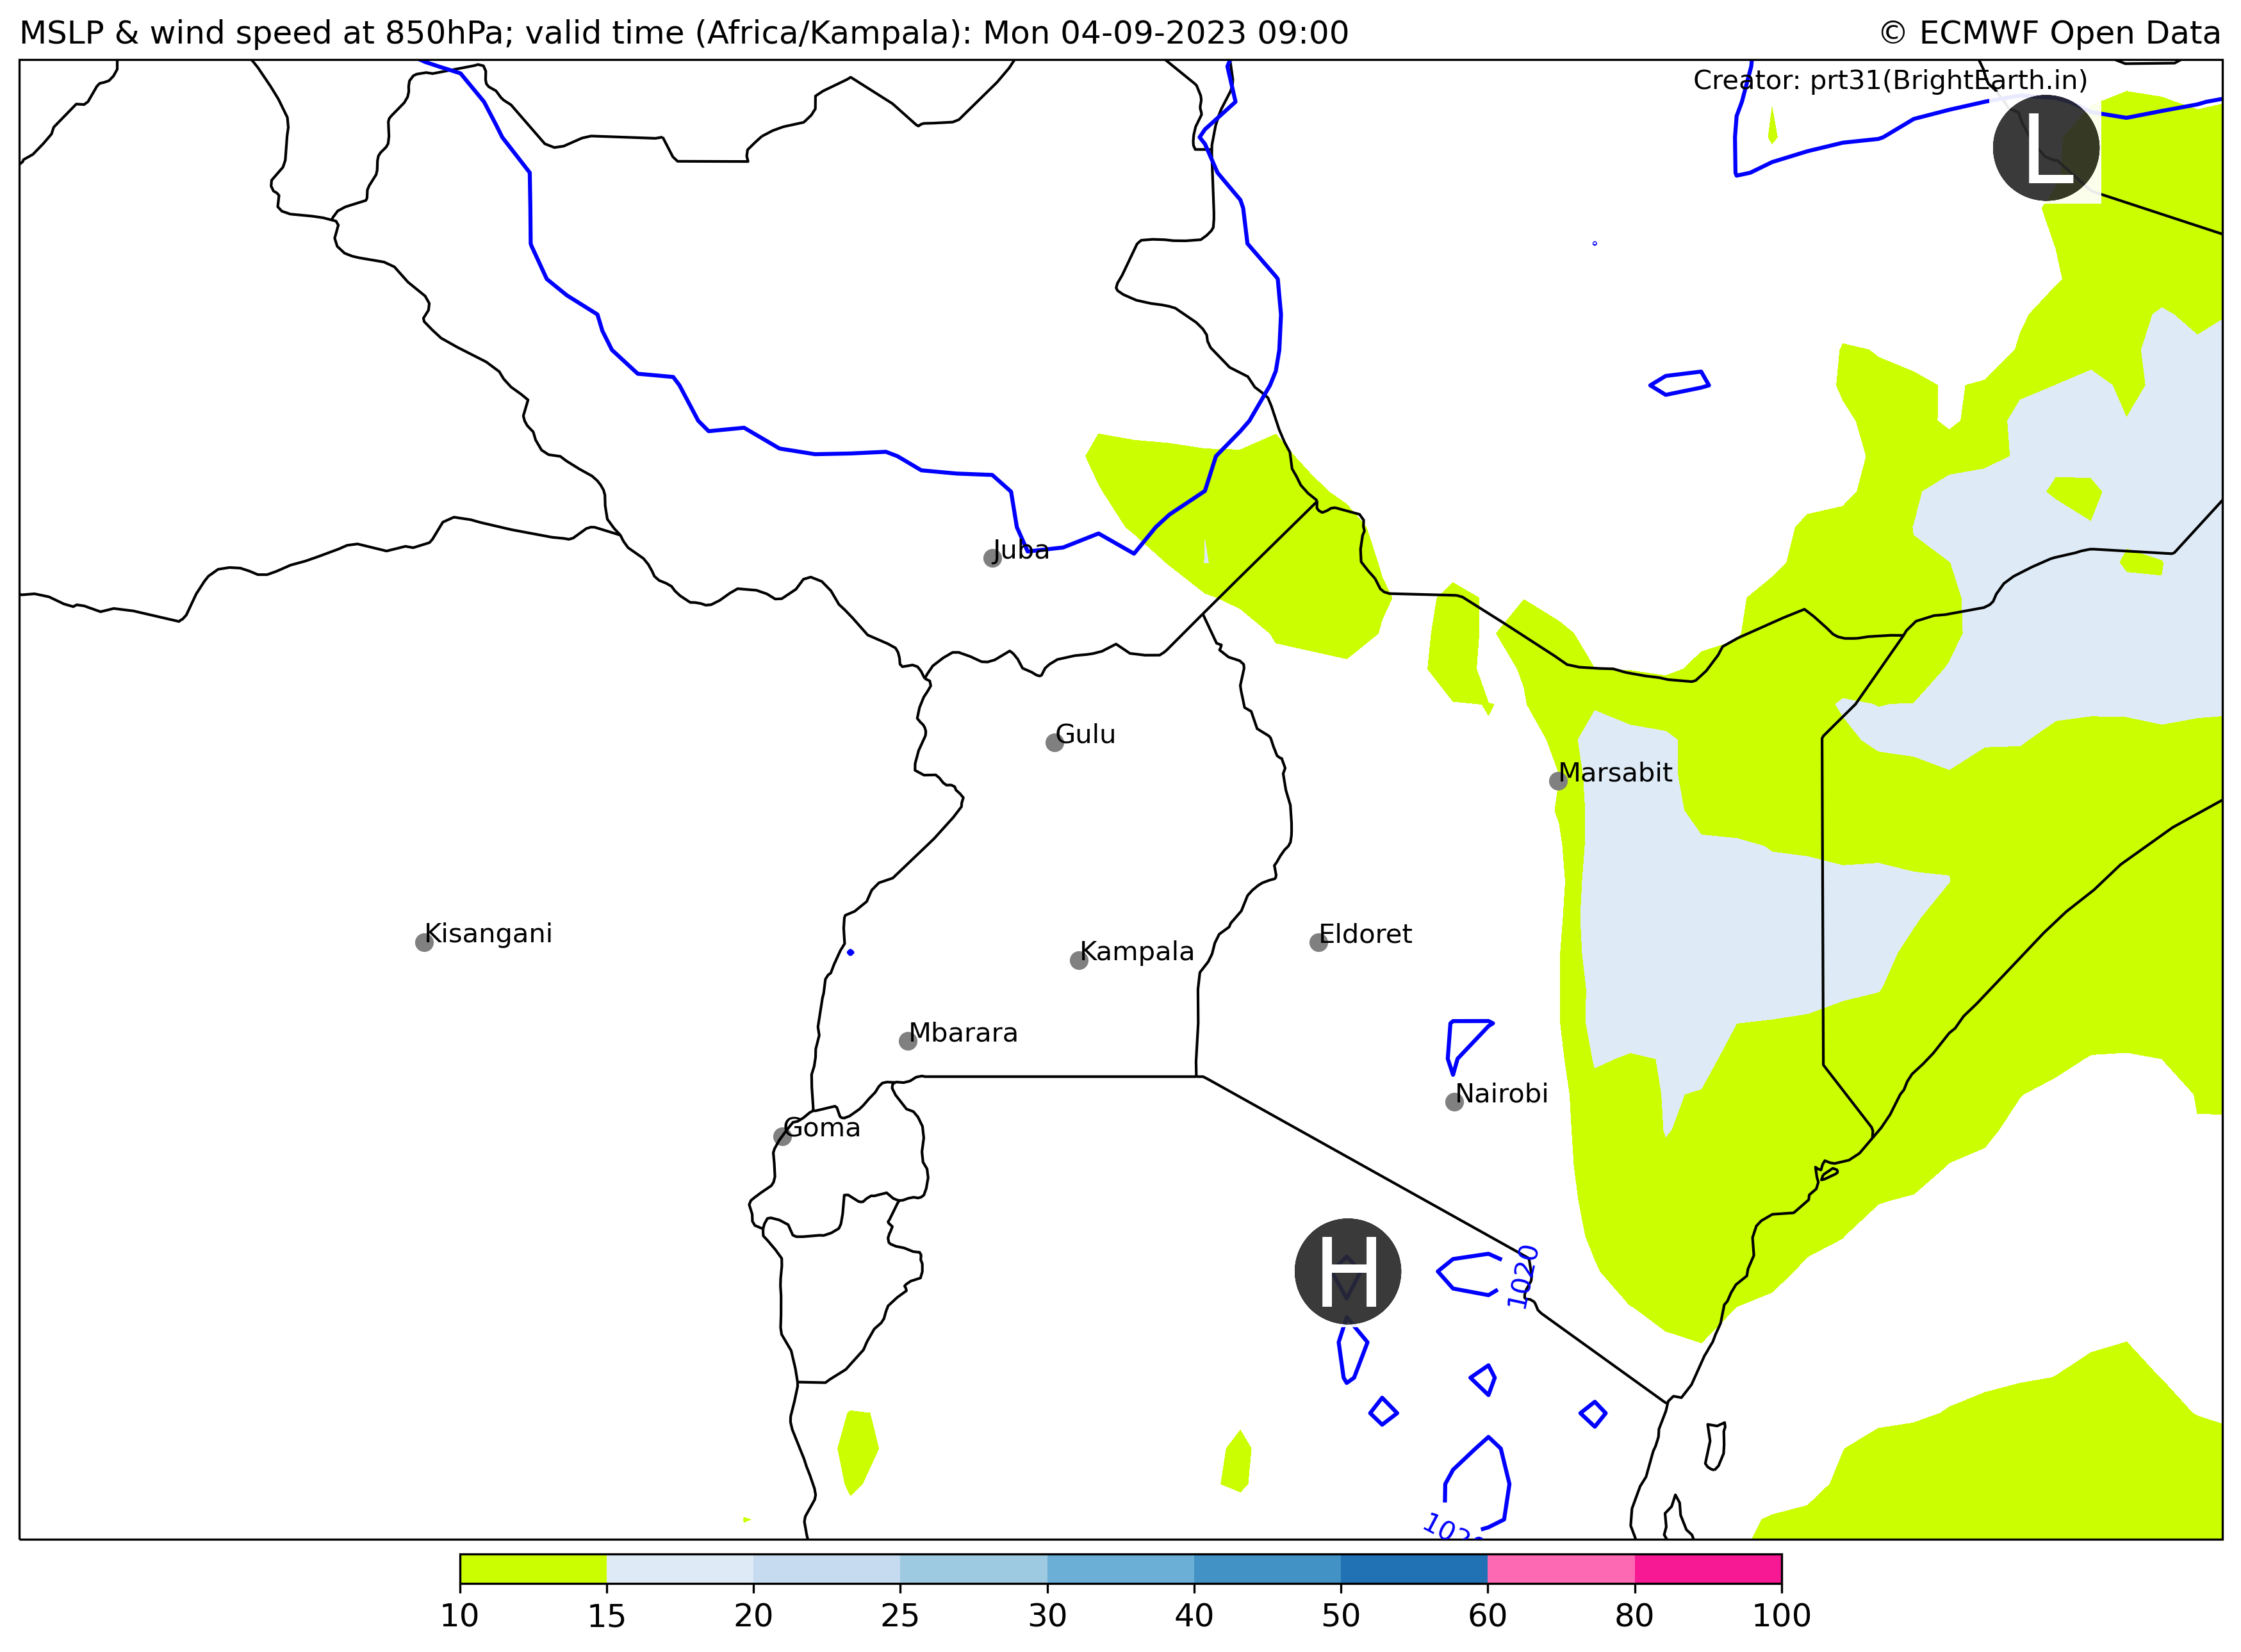 MSLP & wind speed at 850hPa; valid time (Africa/Kampala): Mon 04-09-2023 09:00
© ECMWF Open Data
Creator: prt31(BrightEarth.in)
L
Juba
Gulu
Marsabit
Kisangani
Eldoret
Kampala
Mbarara
Nairobi
Goma
H
1020
10 15 20 25 30 40 50 60 80 100